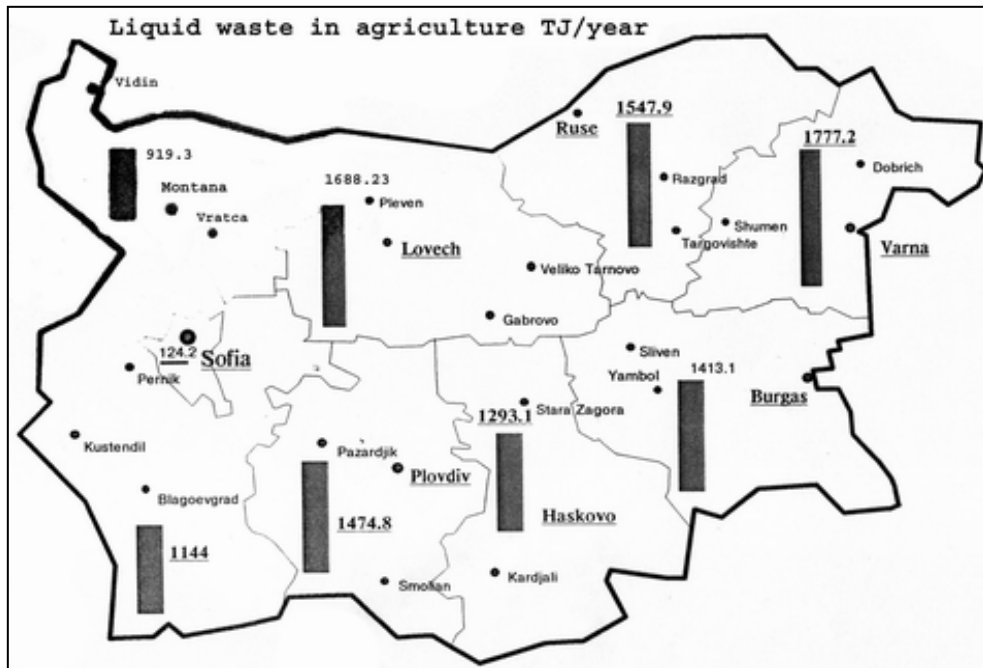 Liquid waste in agriculture TJ/year
Vidin
Ruse
1547.9
1777.2
919.3
Dobrich
Montana
1688.23
Razgrad
Pleven
Vratca
Shumen
Lovech
Targovishte
Varna
Veliko Tarnovo
Gabrovo
124.2
Sofia
Sliven
Pernik
Yambol
1413.1
Burgas
1293.1
Stara Zagora
Kustendil
Pazardjik
Plovdiv
Blagoevgrad
1474.8
Haskovo
1144
Smolian
Kardjali